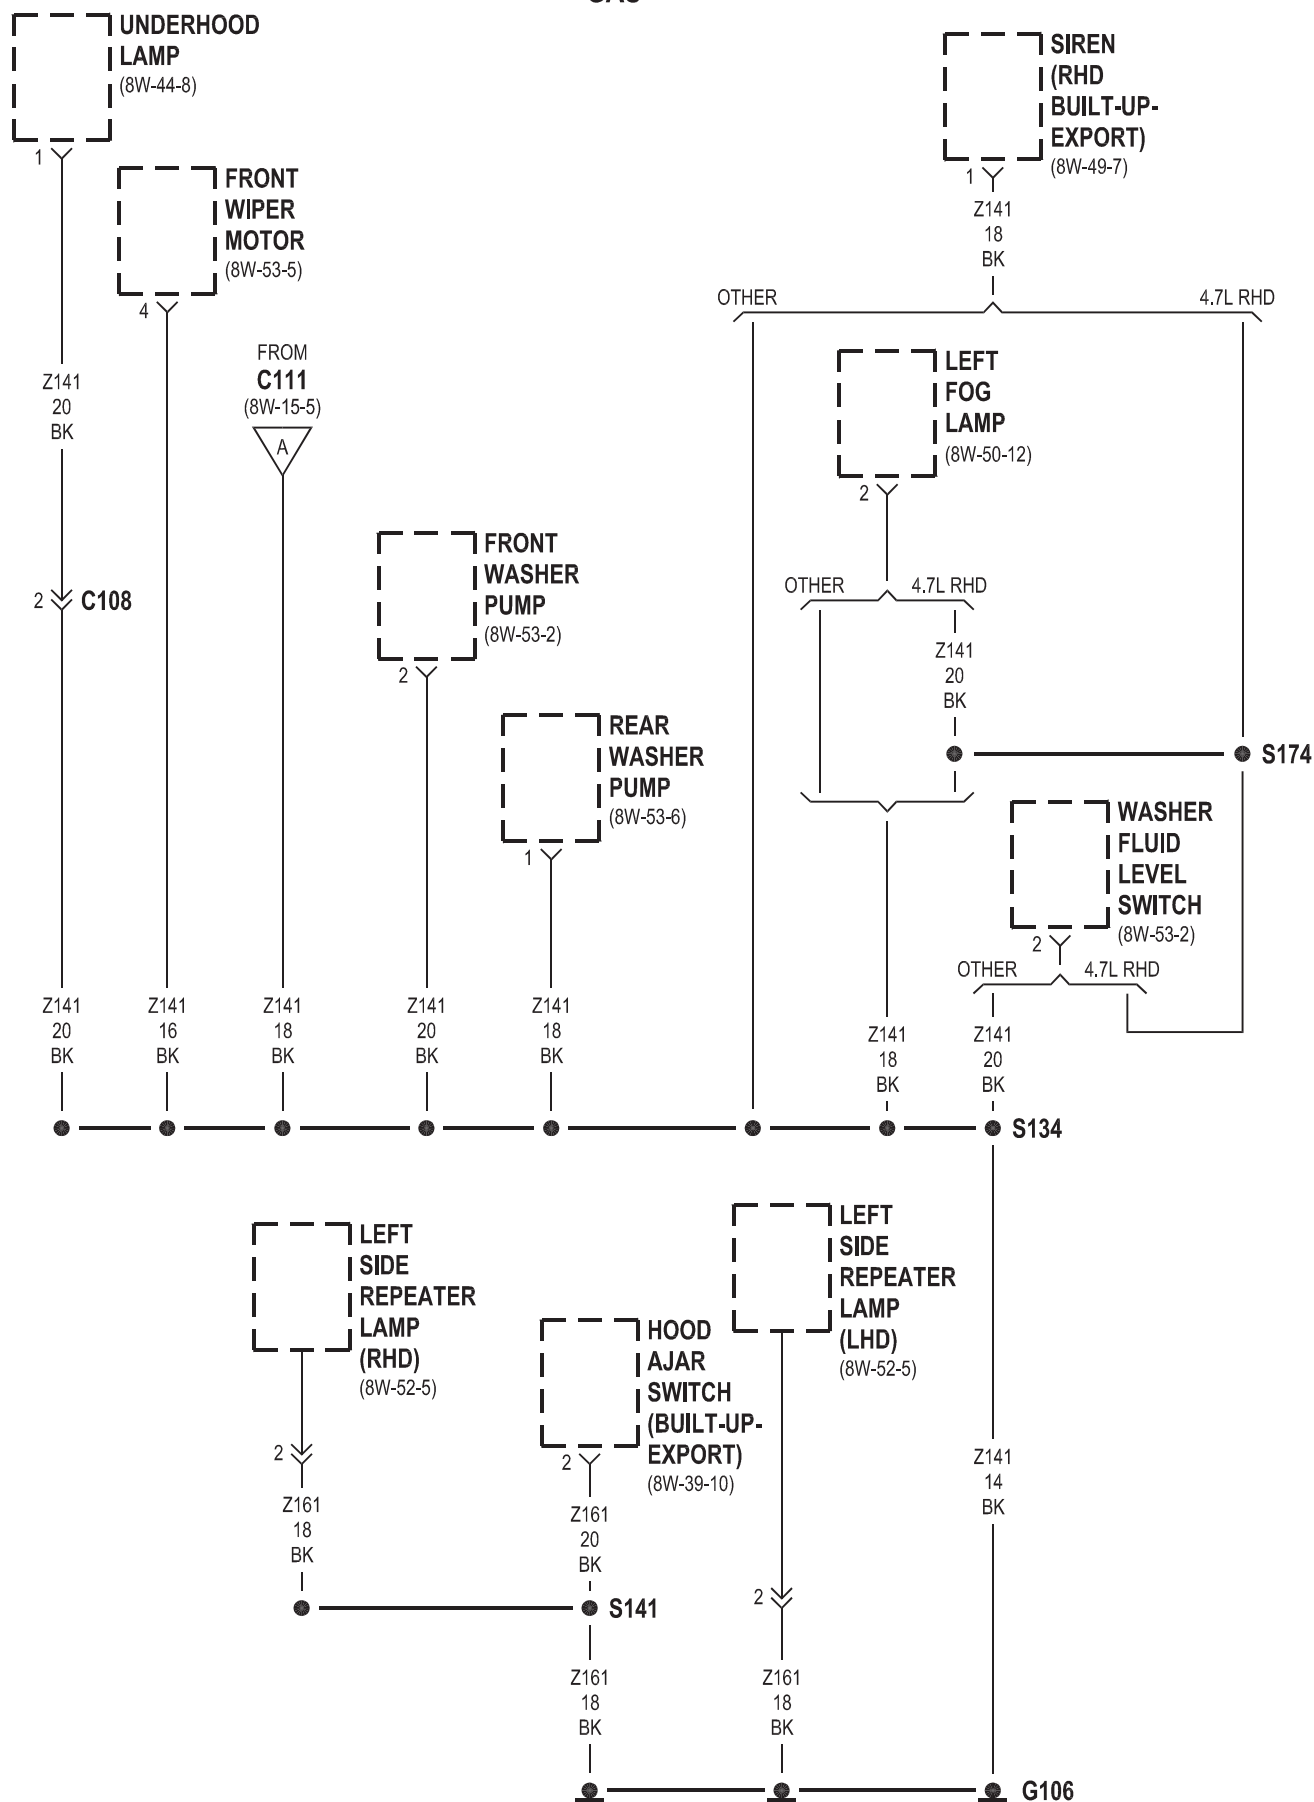 GAS
UNDERHOOD
LAMP
(8W-44-8)
1
SIREN
(RHD
BUILT-UP-
EXPORT)
(8W-49-7)
1
Z141
18
BK
FRONT
WIPER
MOTOR
(8W-53-5)
4
OTHER
4.7L RHD
FROM
C111
(8W-15-5)
A
Z141
20
BK
LEFT
FOG
LAMP
(8W-50-12)
2
OTHER
4.7L RHD
Z141
20
BK
FRONT
WASHER
PUMP
(8W-53-2)
2
2
C108
REAR
WASHER
PUMP
(8W-53-6)
1
S174
WASHER
FLUID
LEVEL
SWITCH
(8W-53-2)
2
OTHER
4.7L RHD
Z141
20
BK
Z141
16
BK
Z141
18
BK
Z141
20
BK
Z141
18
BK
Z141
18
BK
Z141
20
BK
S134
LEFT
SIDE
REPEATER
LAMP
(RHD)
(8W-52-5)
2
Z161
18
BK
HOOD
AJAR
SWITCH
(BUILT-UP-
EXPORT)
(8W-39-10)
2
Z161
20
BK
LEFT
SIDE
REPEATER
LAMP
(LHD)
(8W-52-5)
2
Z141
14
BK
S141
Z161
18
BK
Z161
18
BK
G106